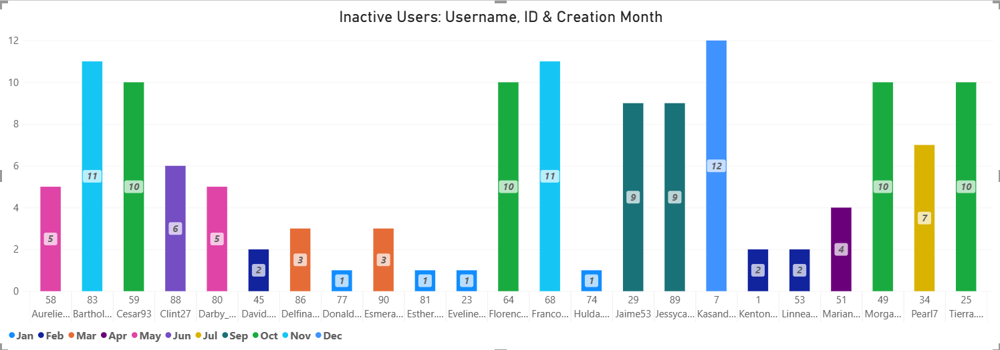 Inactive Users: Username, ID & Creation Month
12
10
8
6
4
2
0
5 11 10 6 5 2 3 1 3 1 1 10 11 1 9 9 12 2 2 4 10 7 10
58 83 59 88 80 45 86 77 90 81 23 64 68 74 29 89 7 1 53 51 49 34 25
Aurelie... Barthol... Cesar93 Clint27 Darby_... David.... Delfina... Donald... Esmera... Esther.... Eveline... Florenc... Franco... Hulda.... Jaime53 Jessyca... Kasand... Kenton... Linnea... Marian... Morga... Pearl7 Tierra....
Jan Feb Mar Apr May Jun Jul Sep Oct Nov Dec